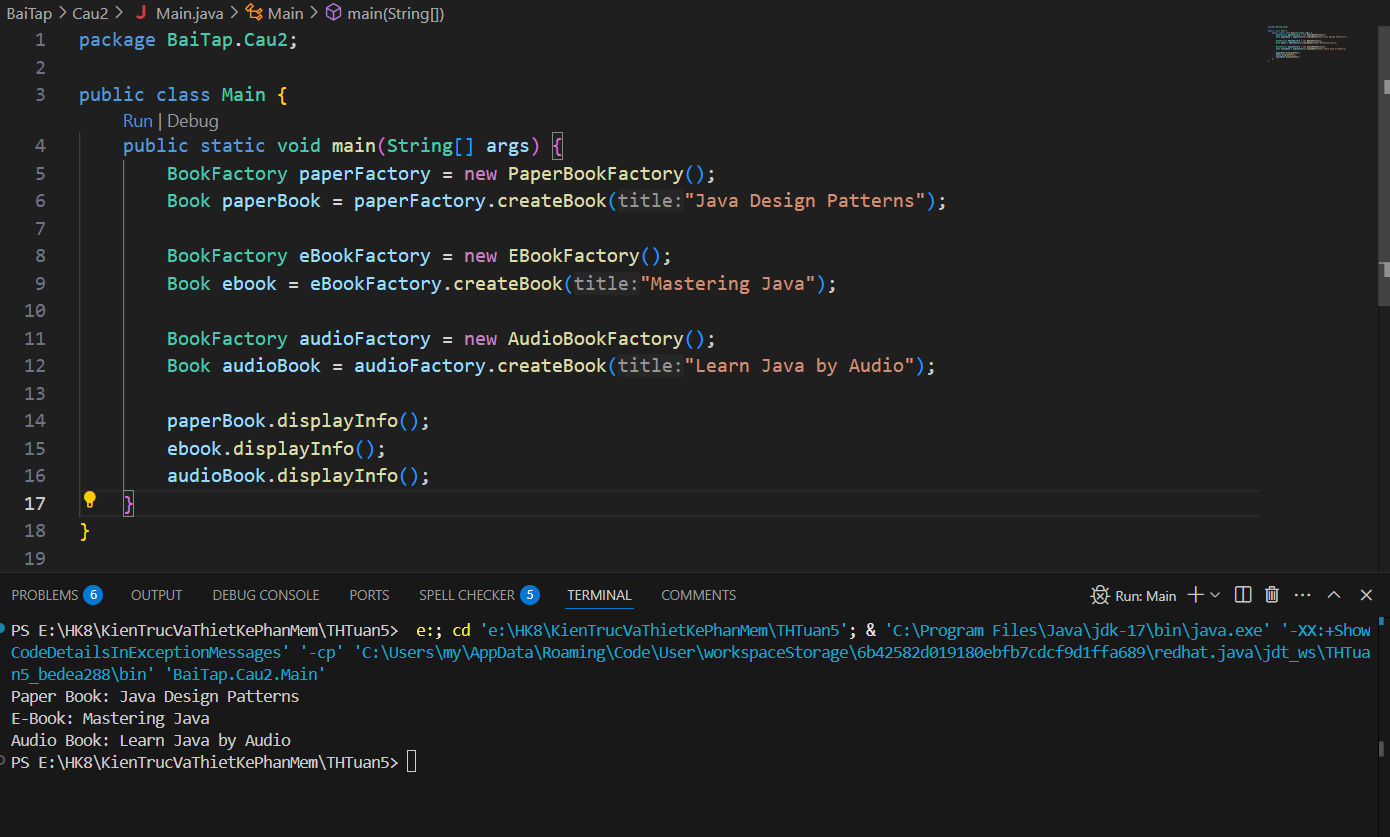 BaiTap > Cau2 > J Main.java > Main > main(String[])
1 package BaiTap.Cau2;
2
3 public class Main {
Run | Debug
4 public static void main(String[] args) {
5 BookFactory paperFactory = new PaperBookFactory();
6 Book paperBook = paperFactory.createBook(title:"Java Design Patterns");
7
8 BookFactory eBookFactory = new EBookFactory();
9 Book ebook = eBookFactory.createBook(title:"Mastering Java");
10
11 BookFactory audioFactory = new AudioBookFactory();
12 Book audioBook = audioFactory.createBook(title:"Learn Java by Audio");
13
14 paperBook.displayInfo();
15 ebook.displayInfo();
16 audioBook.displayInfo();
17 }
18 }
19
PROBLEMS 6 OUTPUT DEBUG CONSOLE PORTS SPELL CHECKER 5 TERMINAL COMMENTS Run: Main
PS E:\HK8\KienTrucVaThietKePhanMem\THTuan5> e:; cd 'e:\HK8\KienTrucVaThietKePhanMem\THTuan5'; & 'C:\Program Files\Java\jdk-17\bin\java.exe' '-XX:+Show
CodeDetailsInExceptionMessages' '-cp' 'C:\Users\my\AppData\Roaming\Code\User\workspaceStorage\6b42582d019180ebfb7cdcf9d1ffa689\redhat.java\jdt_ws\THTua
n5_bedea288\bin' 'BaiTap.Cau2.Main'
Paper Book: Java Design Patterns
E-Book: Mastering Java
Audio Book: Learn Java by Audio
PS E:\HK8\KienTrucVaThietKePhanMem\THTuan5>